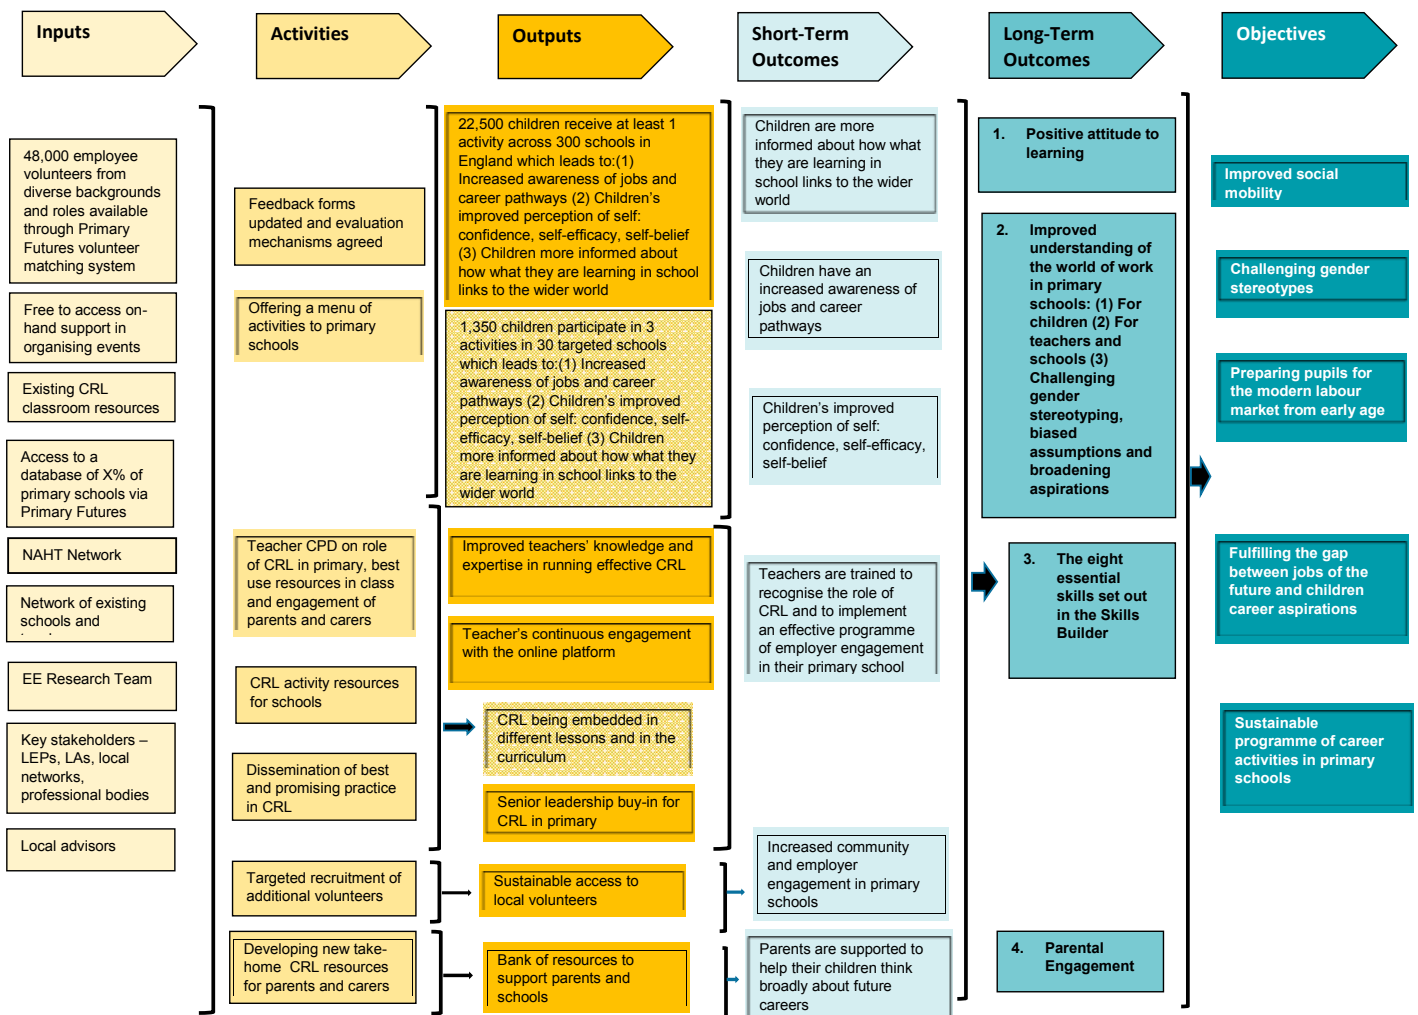 Inputs
Activities
Outputs
Short-Term
Outcomes
Long-Term
Outcomes
Objectives
48,000 employee
volunteers from
diverse backgrounds
and roles available
through Primary
Futures volunteer
matching system
Free to access on-
hand support in
organising events
Existing CRL
classroom resources
Access to a
database of X% of
primary schools via
Primary Futures
NAHT Network
Network of existing
schools and
EE Research Team
Key stakeholders –
LEPs, LAs, local
networks,
professional bodies
Local advisors
Feedback forms
updated and evaluation
mechanisms agreed
Offering a menu of
activities to primary
schools
Teacher CPD on role
of CRL in primary, best
use resources in class
and engagement of
parents and carers
CRL activity resources
for schools
Dissemination of best
and promising practice
in CRL
Targeted recruitment of
additional volunteers
Developing new take-
home CRL resources
for parents and carers
22,500 children receive at least 1
activity across 300 schools in
England which leads to:(1)
Increased awareness of jobs and
career pathways (2) Children's
improved perception of self:
confidence, self-efficacy, self-belief
(3) Children more informed about
how what they are learning in school
links to the wider world
1,350 children participate in 3
activities in 30 targeted schools
which leads to:(1) Increased
awareness of jobs and career
pathways (2) Children's improved
perception of self: confidence, self-
efficacy, self-belief (3) Children
more informed about how what they
are learning in school links to the
wider world
Improved teachers' knowledge and
expertise in running effective CRL
Teacher's continuous engagement
with the online platform
CRL being embedded in
different lessons and in the
curriculum
Senior leadership buy-in for
CRL in primary
Sustainable access to
local volunteers
Bank of resources to
support parents and
schools
Children are more
informed about how what
they are learning in
school links to the wider
world
Children have an
increased awareness of
jobs and career
pathways
Children's improved
perception of self:
confidence, self-efficacy,
self-belief
Teachers are trained to
recognise the role of
CRL and to implement
an effective programme
of employer engagement
in their primary school
Increased community
and employer
engagement in primary
schools
Parents are supported to
help their children think
broadly about future
careers
1. Positive attitude to
learning
2. Improved
understanding of
the world of work
in primary
schools: (1) For
children (2) For
teachers and
schools (3)
Challenging
gender
stereotyping,
biased
assumptions and
broadening
aspirations
3. The eight
essential
skills set out
in the Skills
Builder
4. Parental
Engagement
Improved social
mobility
Challenging gender
stereotypes
Preparing pupils for
the modern labour
market from early age
Fulfilling the gap
between jobs of the
future and children
career aspirations
Sustainable
programme of career
activities in primary
schools